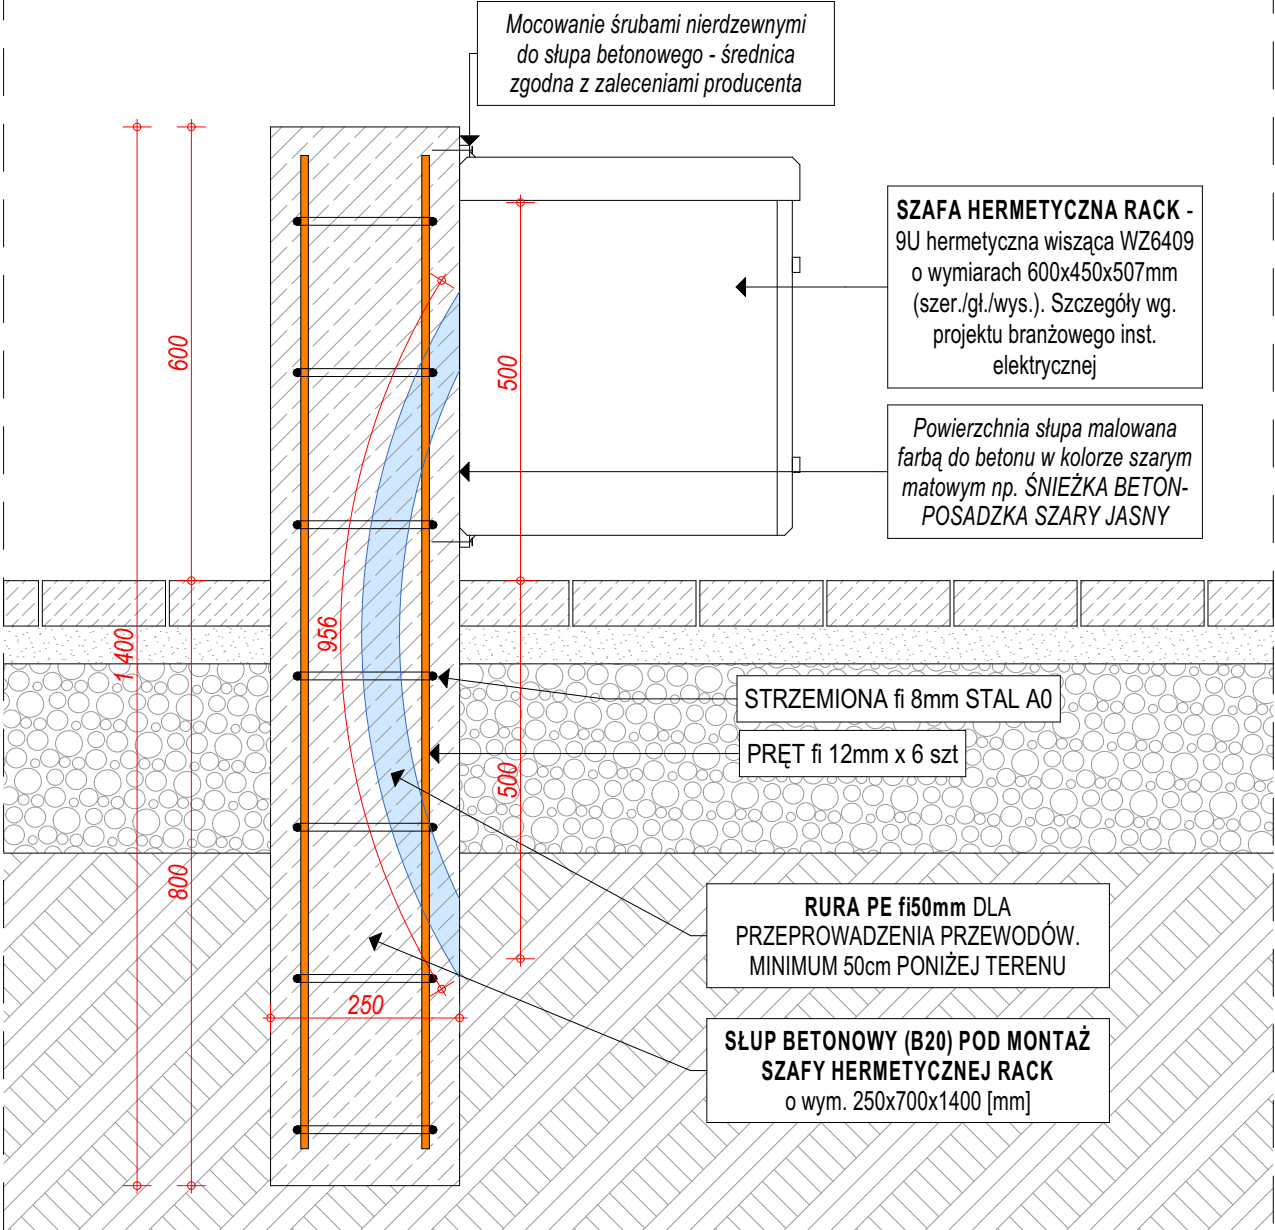 Mocowanie śrubami nierdzewnymi
do słupa betonowego - średnica
zgodna z zaleceniami producenta
SZAFA HERMETYCZNA RACK -
9U hermetyczna wisząca WZ6409
o wymiarach 600x450x507mm
(szer./gł./wys.). Szczegóły wg.
projektu branżowego inst.
elektrycznej
600
500
Powierzchnia słupa malowana
farbą do betonu w kolorze szarym
matowym np. ŚNIEŻKA BETON-
POSADZKA SZARY JASNY
1 400
956
STRZEMIONA fi 8mm STAL A0
PRĘT fi 12mm x 6 szt
500
800
RURA PE fi50mm DLA
PRZEPROWADZENIA PRZEWODÓW.
MINIMUM 50cm PONIŻEJ TERENU
250
SŁUP BETONOWY (B20) POD MONTAŻ
SZAFY HERMETYCZNEJ RACK
o wym. 250x700x1400 [mm]